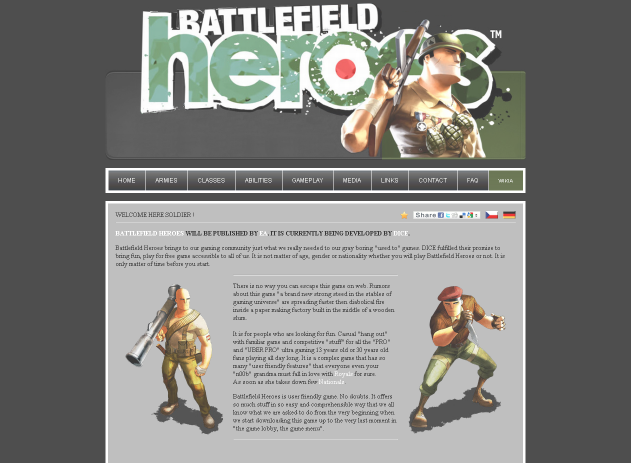 BATTLEFIELD
heroes TM
HOME ARMIES CLASSES ABILITIES GAMEPLAY MEDIA LINKS CONTACT FAQ WIKIA
WELCOME HERE SOLDIER ! Share
BATTLEFIELD HEROES WILL BE PUBLISHED BY EA. IT IS CURRENTLY BEING DEVELOPED BY DICE.
Battlefield Heroes brings to our gaming community just what we really needed to our gray boring "used to" games. DICE fulfilled their promises to
bring fun, play for free game accessible to all of us. It is not matter of age, gender or nationality whether you will play Battlefield Heroes or not. It is
only matter of time before you start.
There is no way you can escape this game on web. Rumors
about this game "a brand new strong steed in the stables of
gaming universe" are spreading faster then diabolical fire
inside a paper making factory built in the middle of a wooden
slum.
It is for people who are looking for fun. Casual "hang out"
with familiar game and competitive "stuff" for all the "PRO"
and "UBER PRO" ultra gaming 13 years old or 30 years old
fans playing all day long. It is a complex game that has so
many "user friendly features" that everyone even your
"n00b" grandma must fall in love with Royals for sure.
As soon as she takes down few Nationals.
Battlefield Heroes is user friendly game. No doubts. It offers
so much stuff in so easy and comprehensible way that we all
know what we are asked to do from the very beginning when
we start downloading this game up to the very last moment in
"the game lobby, the game menu".